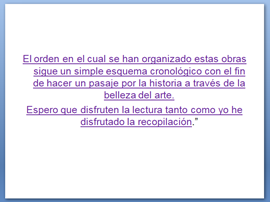 El orden en el cual se han organizado estas obras
sigue un simple esquema cronológico con el fin
de hacer un pasaje por la historia a través de la
belleza del arte.
Espero que disfruten la lectura tanto como yo he
disfrutado la recopilación."